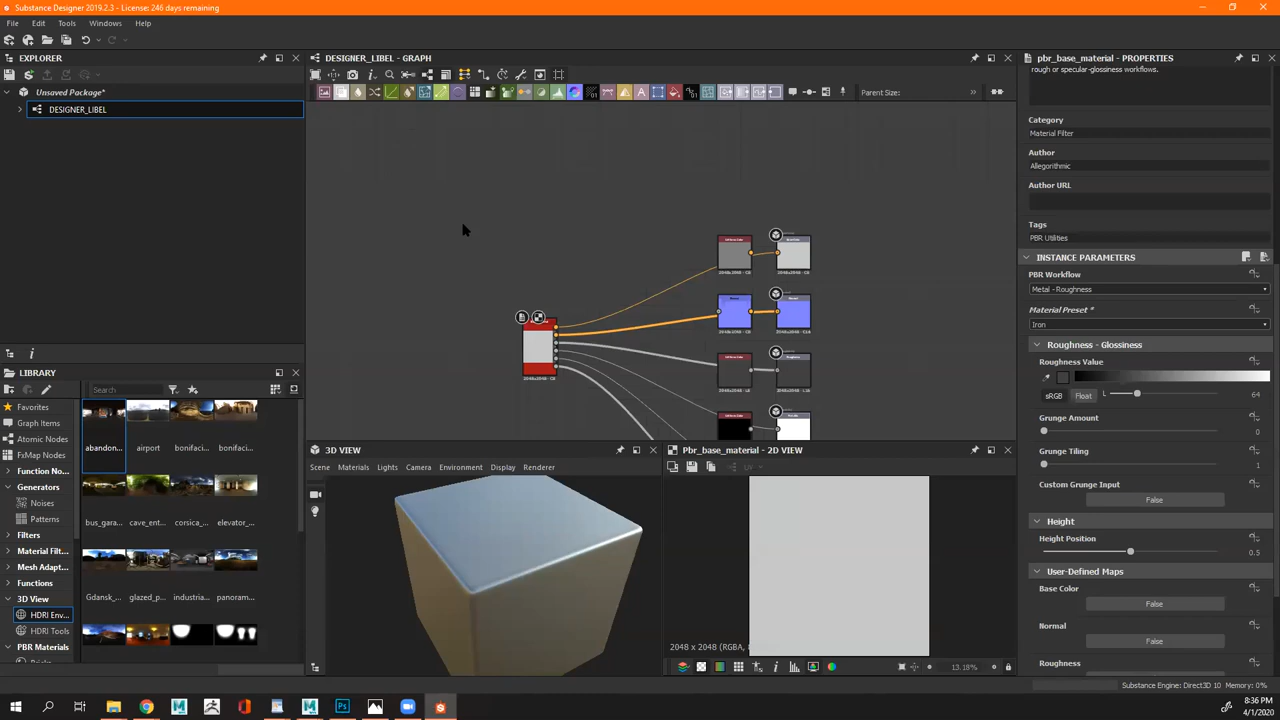 Substance Designer 2019.2.3 - License: 246 days remaining
File Edit Tools Windows Help
EXPLORER
Unsaved Package*
DESIGNER_LIBEL
DESIGNER_LIBEL - GRAPH
Parent Size:
»
2048x2048 - C8
LIBRARY
Search
Favorites
Graph Items
Atomic Nodes
FxMap Nodes
Function No...
Generators
Noises
Patterns
Filters
Material Filt...
Mesh Adapt...
Functions
3D View
HDRI Env...
HDRI Tools
PBR Materials
abandon... airport bonifaci... bonifaci...
bus_gara... cave_ent... corsica_... elevator_...
Gdansk_... glazed_p... industria... panoram...
3D VIEW
Scene Materials Lights Camera Environment Display Renderer
Pbr_base_material - 2D VIEW
UV
2048 x 2048 (RGBA,
13.18%
pbr_base_material - PROPERTIES
rough or specular-glossiness workflows.
Category
Material Filter
Author
Allegorithmic
Author URL
Tags
PBR Utilities
INSTANCE PARAMETERS
PBR Workflow
Metal - Roughness
Material Preset *
Iron
Roughness - Glossiness
Roughness Value
sRGB Float L 64
Grunge Amount
0
Grunge Tiling
1
Custom Grunge Input
False
Height
Height Position
0.5
User-Defined Maps
Base Color
False
Normal
False
Roughness
Substance Engine: Direct3D 10 Memory: 0%
8:36 PM
4/1/2020